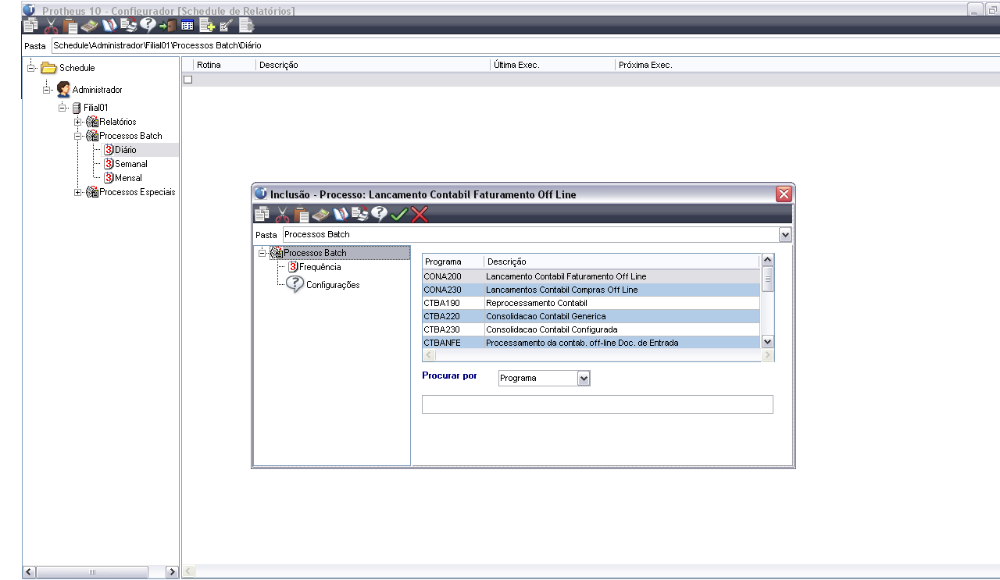 Protheus 10 - Configurador [Schedule de Relatórios]
Pasta Schedule\Administrador\Filial01\Processos Batch\Diário
Schedule
Administrador
Filial01
Relatórios
Processos Batch
Diário
Semanal
Mensal
Processos Especiais
Rotina Descrição Última Exec. Próxima Exec.
Inclusão - Processo: Lancamento Contabil Faturamento Off Line
Pasta Processos Batch
Processos Batch
Frequência
Configurações
Programa Descrição
CONA200 Lancamento Contabil Faturamento Off Line
CONA230 Lancamentos Contabil Compras Off Line
CTBA190 Reprocessamento Contabil
CTBA220 Consolidacao Contabil Generica
CTBA230 Consolidacao Contabil Configurada
CTBANFE Processamento da contab. off-line Doc. de Entrada
Procurar por Programa